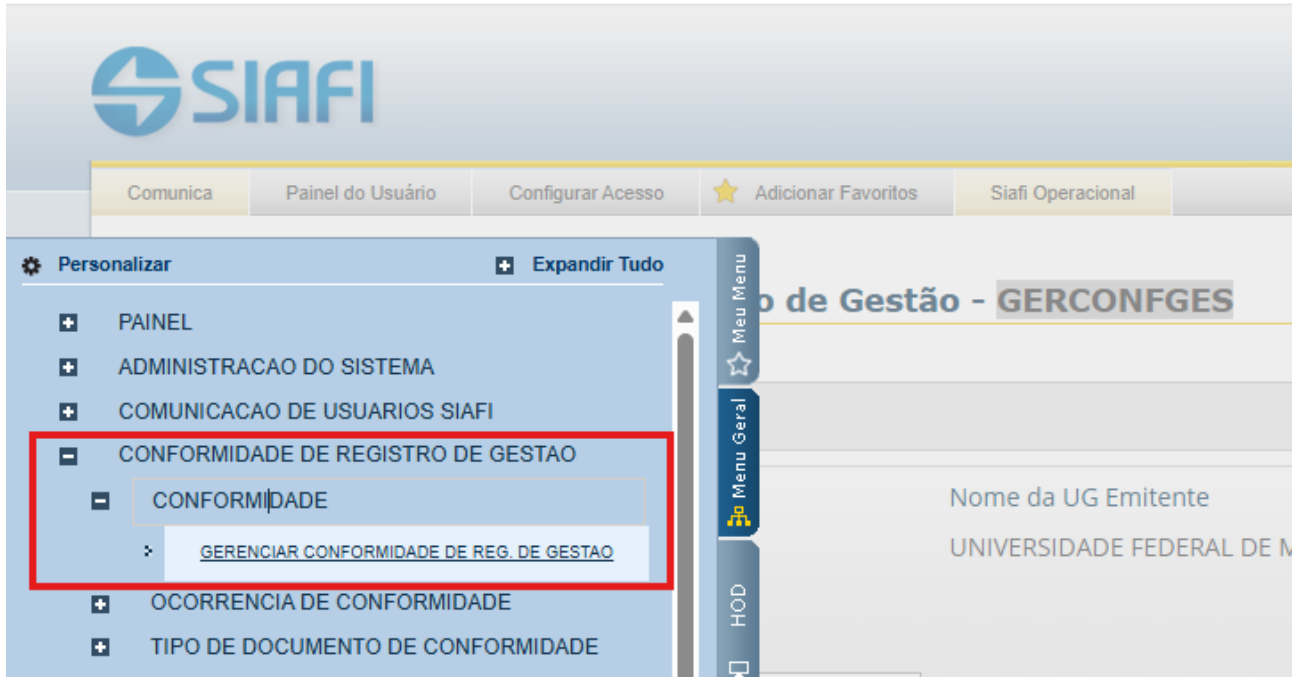 SIAFI
Comunica Painel do Usuário Configurar Acesso Adicionar Favoritos Siafi Operacional
Personalizar Expandir Tudo
PAINEL
ADMINISTRACAO DO SISTEMA
COMUNICACAO DE USUARIOS SIAFI
CONFORMIDADE DE REGISTRO DE GESTAO
CONFORMIDADE
GERENCIAR CONFORMIDADE DE REG. DE GESTAO
OCORRENCIA DE CONFORMIDADE
TIPO DE DOCUMENTO DE CONFORMIDADE
Meu Menu
Menu Geral
HOD
o de Gestão - GERCONFGES
Nome da UG Emitente
UNIVERSIDADE FEDERAL DE